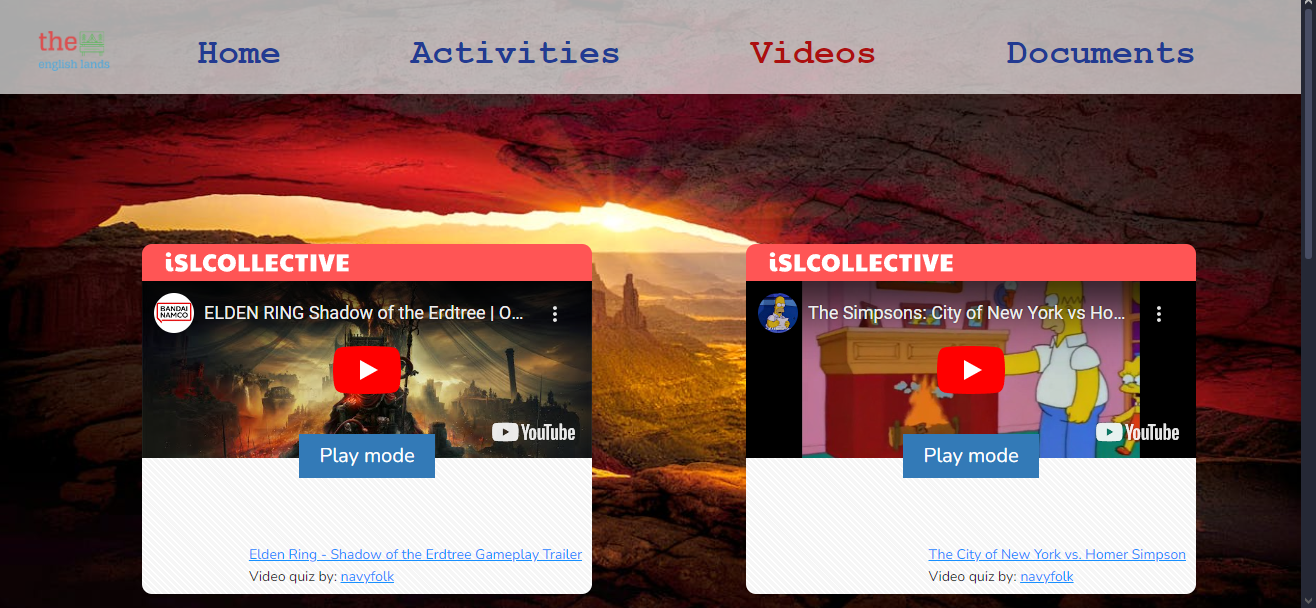 the
english lands
Home
Activities
Videos
Documents
iSLCOLLECTIVE
BANDAI
NAMCO
ELDEN RING Shadow of the Erdtree | O...
YouTube
Play mode
Elden Ring - Shadow of the Erdtree Gameplay Trailer
Video quiz by: navyfolk
iSLCOLLECTIVE
The Simpsons: City of New York vs Ho...
YouTube
Play mode
The City of New York vs. Homer Simpson
Video quiz by: navyfolk